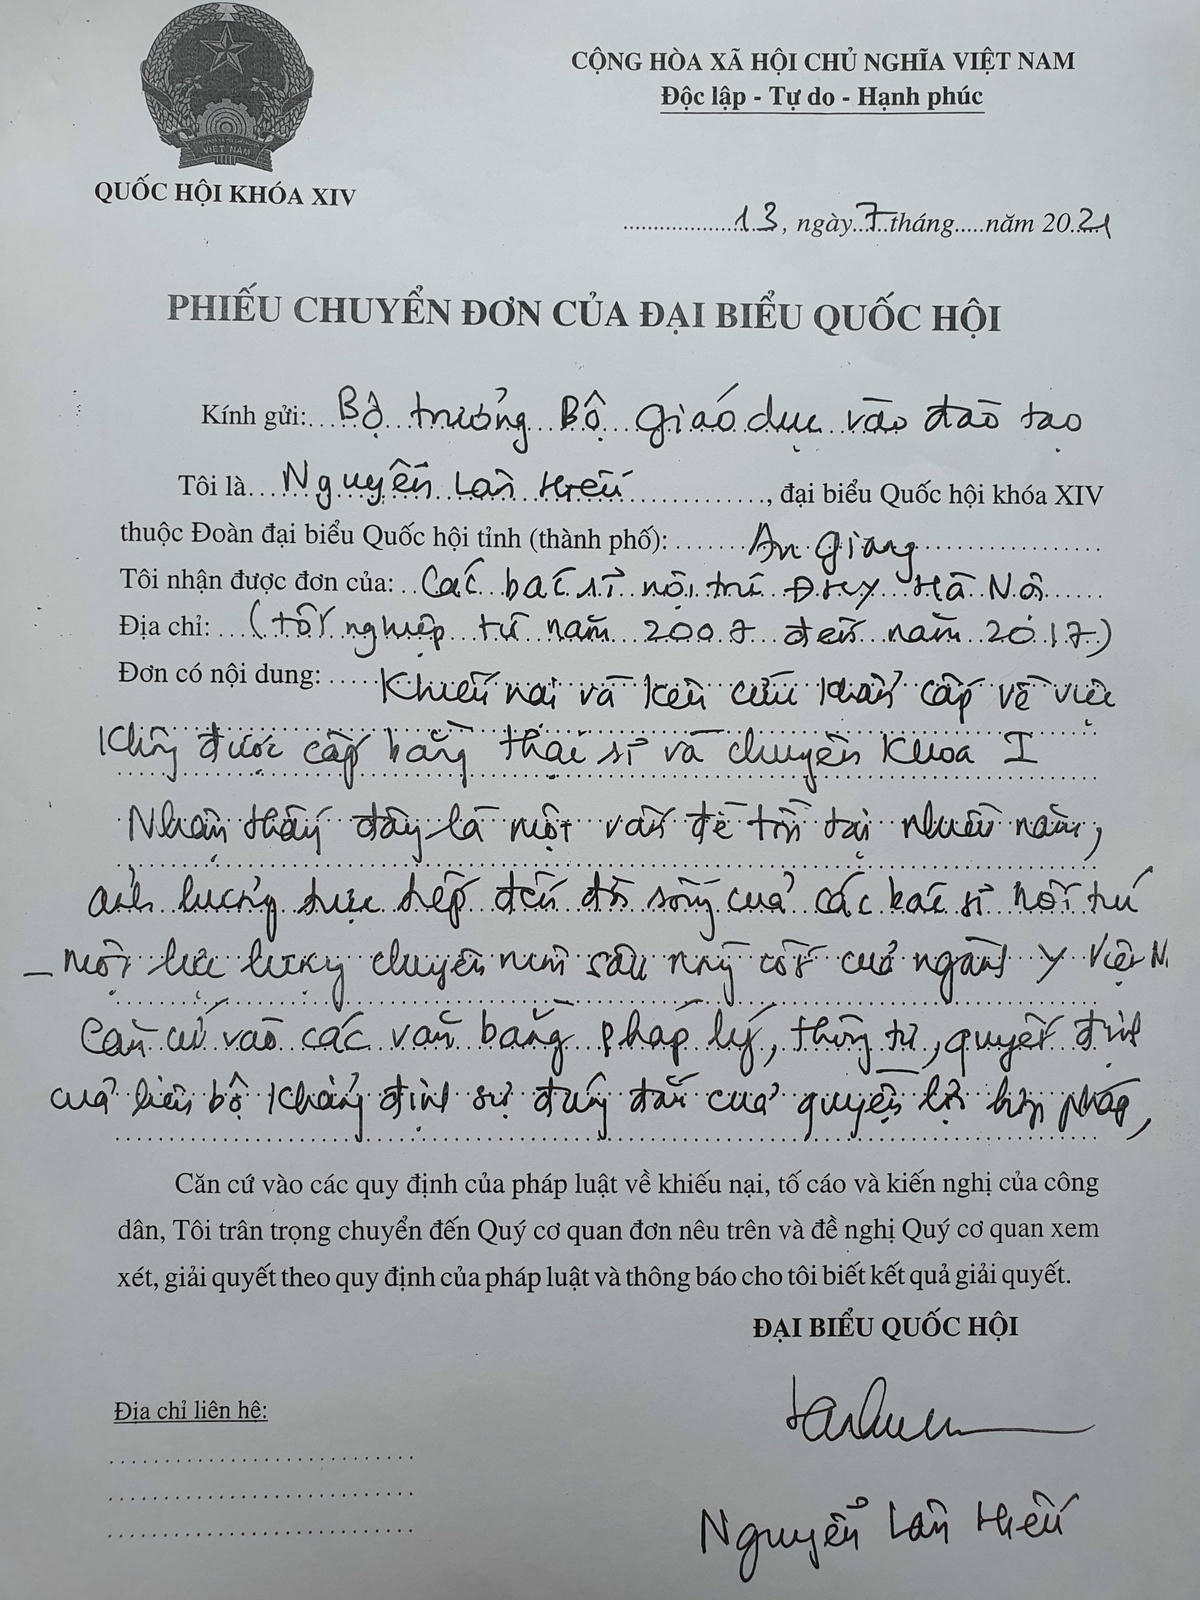 CỘNG HÒA XÃ HỘI CHỦ NGHĨA VIỆT NAM
Độc lập - Tự do - Hạnh phúc
VIỆT NAM
QUỐC HỘI KHÓA XIV
....................13, ngày..7..tháng.....năm 20.21
PHIẾU CHUYỂN ĐƠN CỦA ĐẠI BIỂU QUỐC HỘI
Kính gửi:...Bộ trưởng Bộ Giáo dục và đào tạo
Tôi là....Nguyễn Lân Hiếu..................., đại biểu Quốc hội khóa XIV
thuộc Đoàn đại biểu Quốc hội tỉnh (thành phố):.........An Giang.........
Tôi nhận được đơn của:..Các bác sĩ nội trú ĐHY Hà Nội
Địa chỉ:...(tốt nghiệp từ năm 2007 đến năm 2017)
Đơn có nội dung:.....Khiếu nại và kêu cứu khẩn cấp về việc
không được cấp bằng thạc sĩ và chuyên khoa I
Nhận thấy đây là một vấn đề tồn tại nhiều năm,
ảnh hưởng trực tiếp đến đời sống của các bác sĩ nội trú
– một lực lượng chuyên môn sâu nòng cốt của ngành Y Việt N.
Căn cứ vào các văn bằng pháp lý, thông tư, quyết định
của liên bộ khẳng định sự đúng đắn của quyền lợi hợp pháp,
Căn cứ vào các quy định của pháp luật về khiếu nại, tố cáo và kiến nghị của công
dân, Tôi trân trọng chuyển đến Quý cơ quan đơn nêu trên và đề nghị Quý cơ quan xem
xét, giải quyết theo quy định của pháp luật và thông báo cho tôi biết kết quả giải quyết.
ĐẠI BIỂU QUỐC HỘI
Địa chỉ liên hệ:
Nguyễn Lân Hiếu